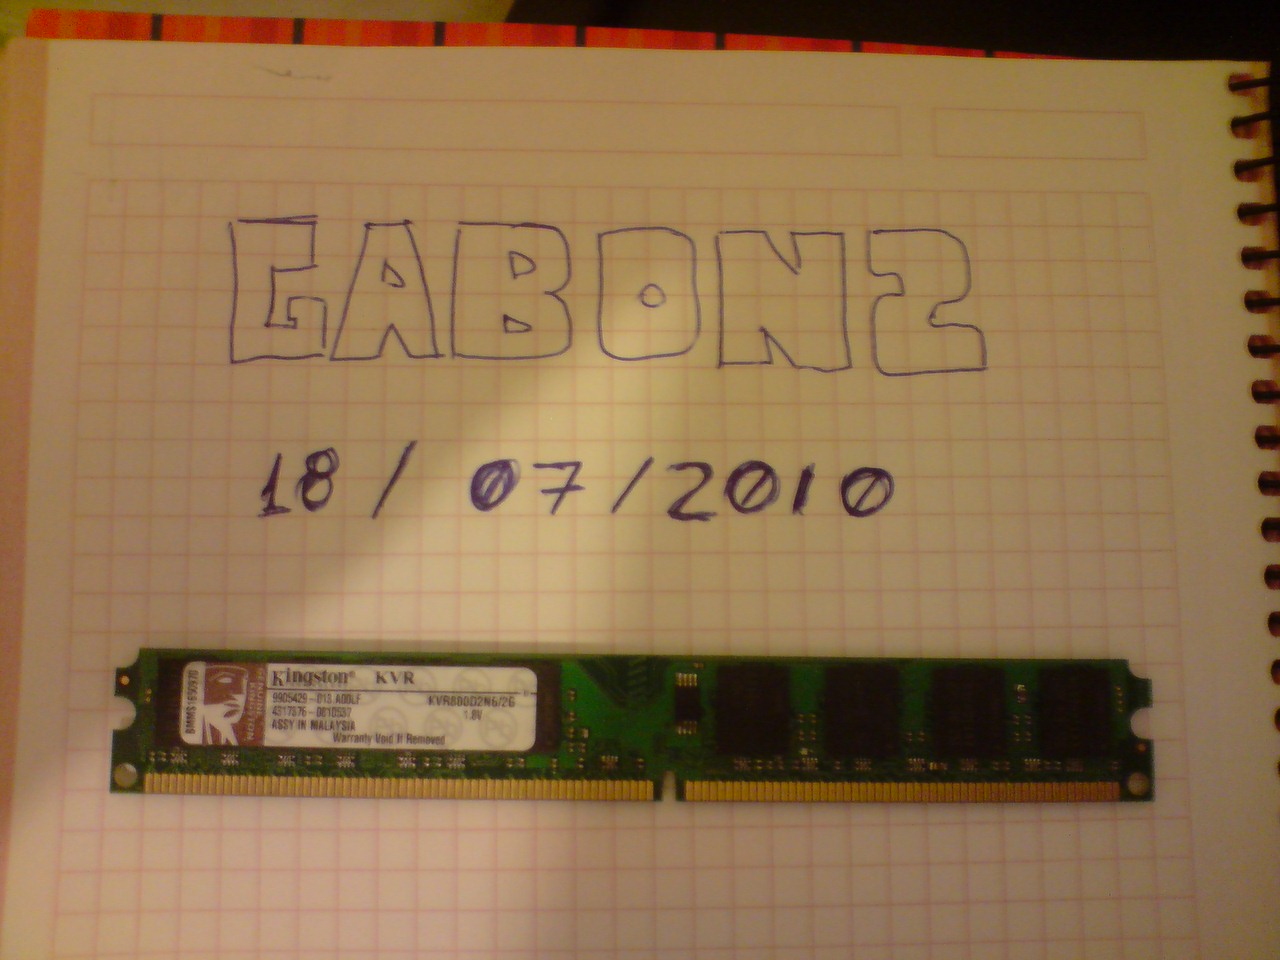 GABONZ
18/07/2010
Kingston® KVR
9905429-013.A00LF KVR800D2N6/2G
1.8V
ASSY IN MALAYSIA
Warranty Void If Removed